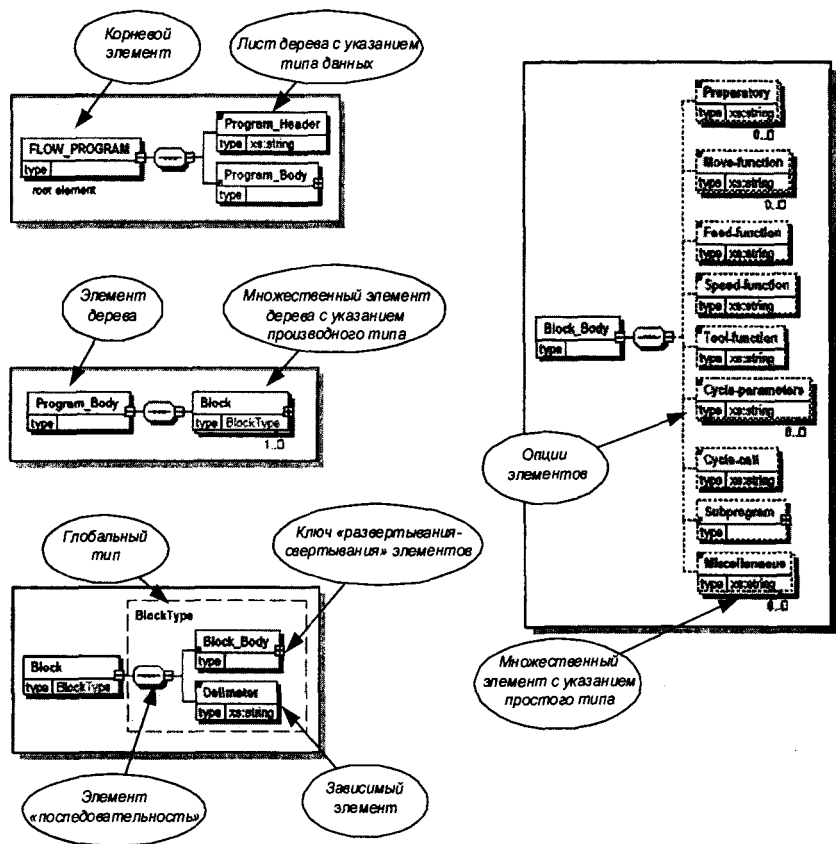 Корневой
элемент
Лист дерева с указанием
типа данных
FLOW_PROGRAM
type
root element
Program_Header
type xs:string
Program_Body
type
Элемент
дерева
Множественный элемент
дерева с указанием
производного типа
Program_Body
type
Block
type BlockType
Глобальный
тип
Ключ «развертывания-
свертывания» элементов
BlockType
Block
type BlockType
Block_Body
type
Delimeter
type xs:string
Элемент
«последовательность»
Зависимый
элемент
Block_Body
type
Preparatory
type xs:string
Move-function
type xs:string
Feed-function
type xs:string
Speed-function
type xs:string
Tool-function
type xs:string
Cycle-parameters
type xs:string
Cycle-call
type xs:string
Subprogram
type
Miscellaneous
type xs:string
Опции
элементов
Множественный
элемент с указанием
простого типа